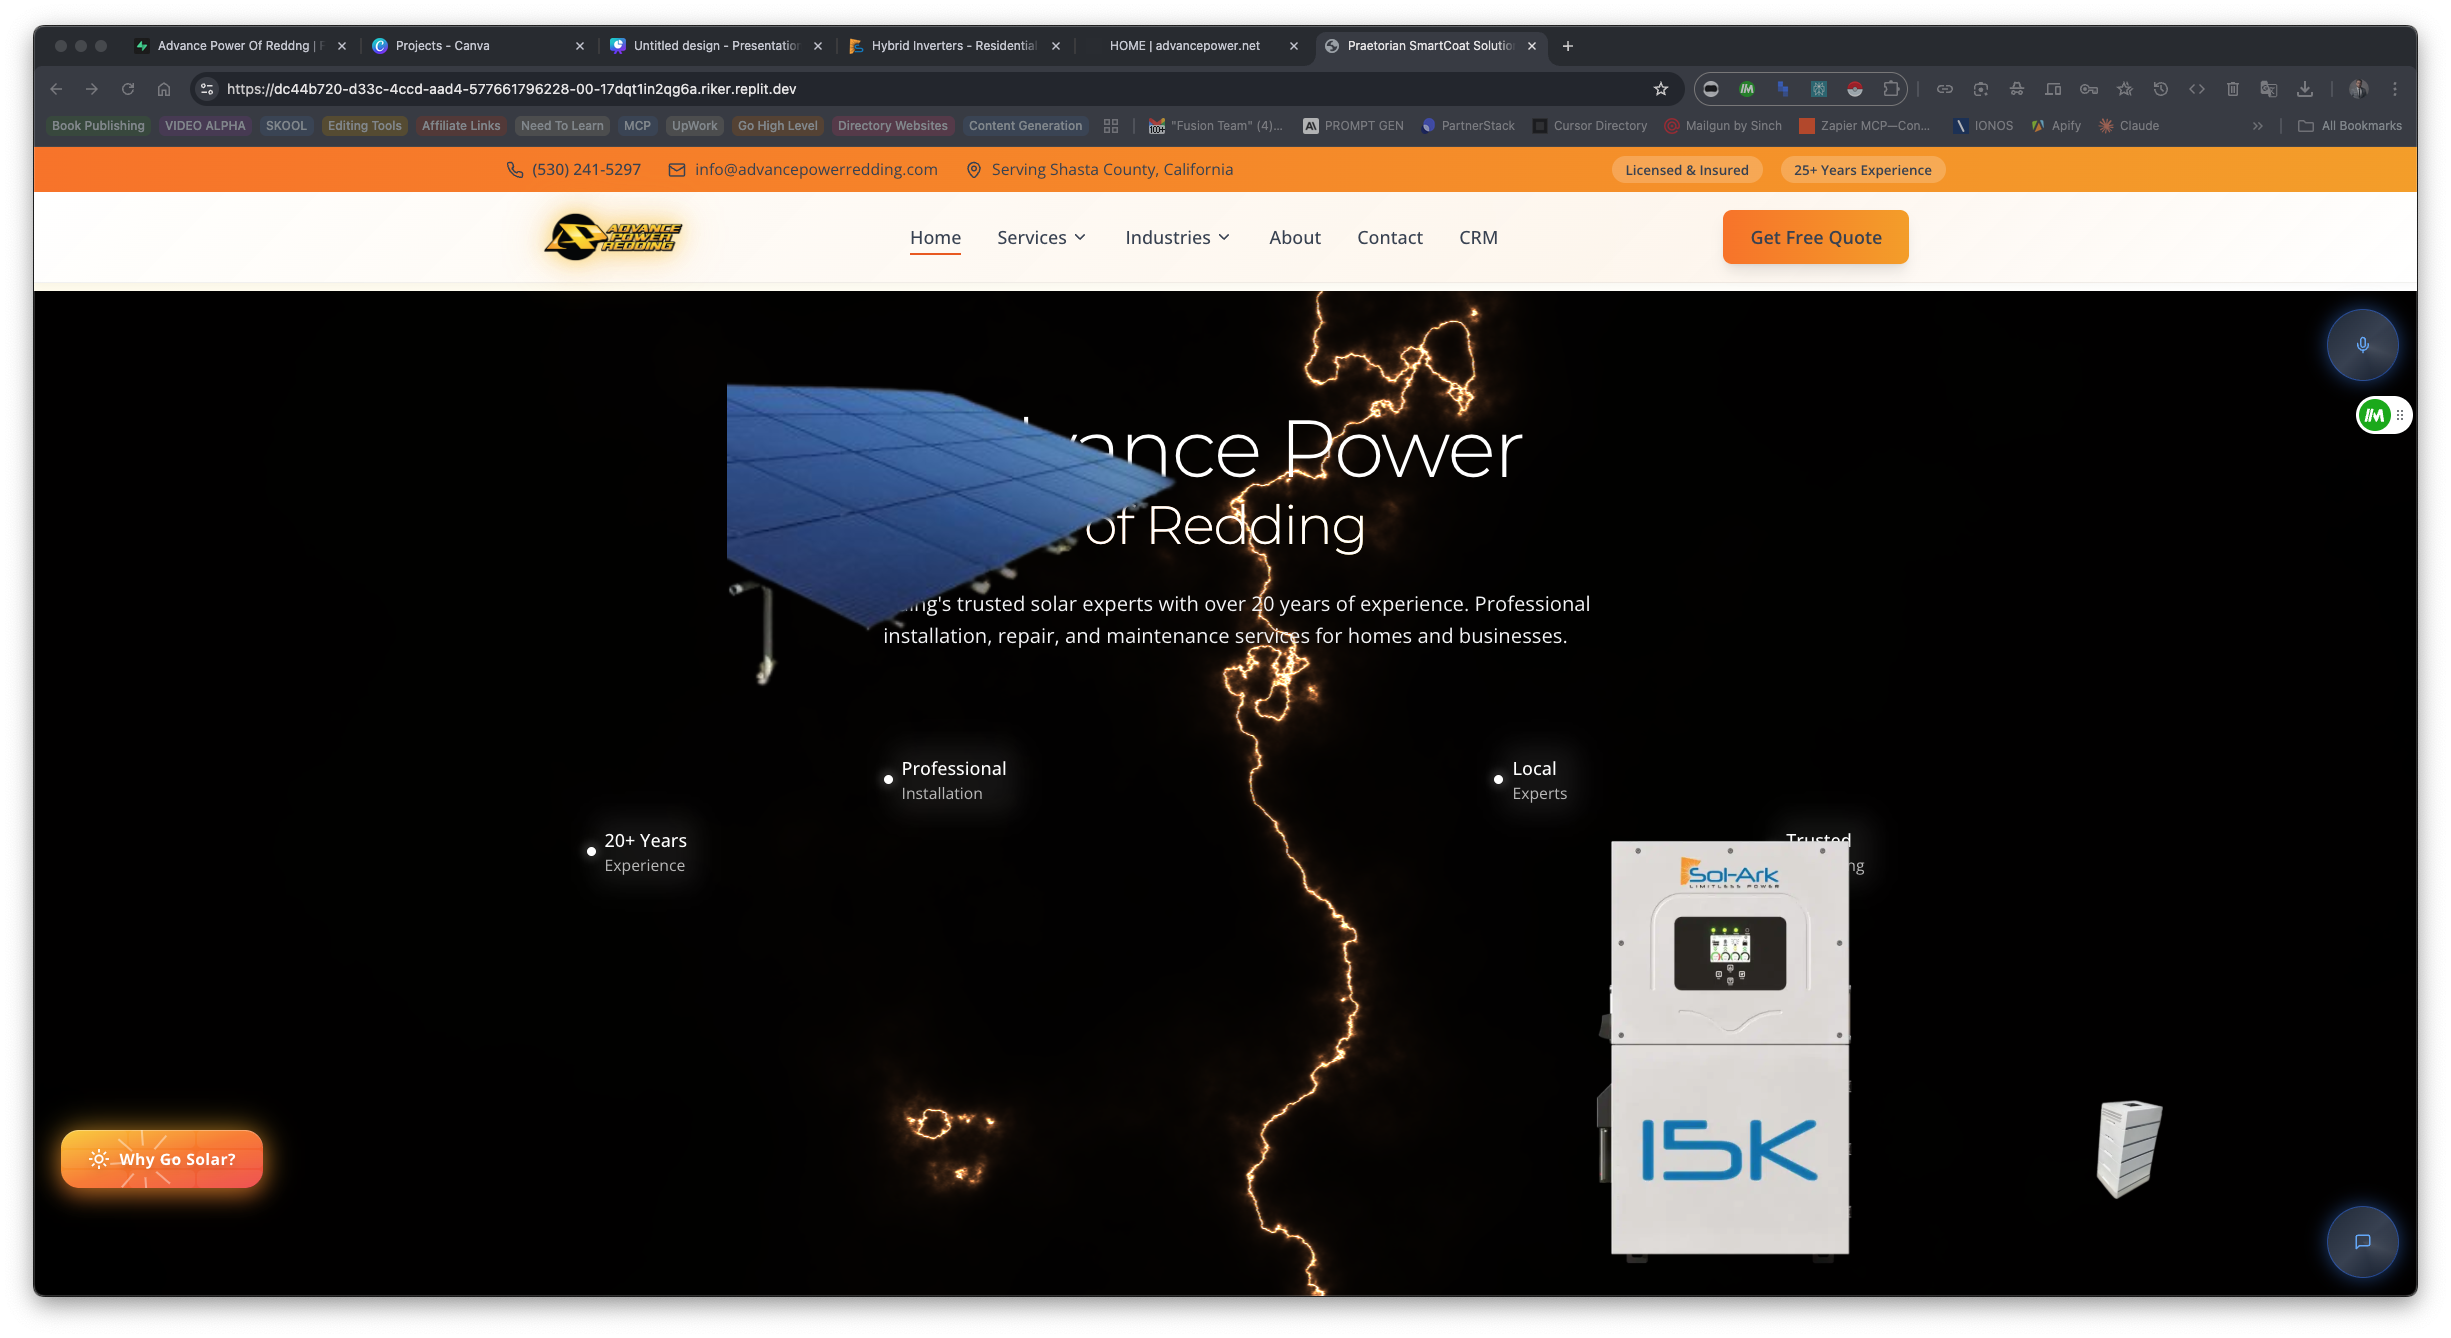 Advance Power Of Reddng | F
Projects - Canva
Untitled design - Presentation
Hybrid Inverters - Residential
HOME | advancepower.net
Praetorian SmartCoat Solutio
https://dc44b720-d33c-4ccd-aad4-577661796228-00-17dqt1in2qg6a.riker.replit.dev
Book Publishing
VIDEO ALPHA
SKOOL
Editing Tools
Affiliate Links
Need To Learn
MCP
UpWork
Go High Level
Directory Websites
Content Generation
"Fusion Team" (4)...
PROMPT GEN
PartnerStack
Cursor Directory
Mailgun by Sinch
Zapier MCP—Con...
IONOS
Apify
Claude
All Bookmarks
(530) 241-5297
info@advancepowerredding.com
Serving Shasta County, California
Licensed & Insured
25+ Years Experience
ADVANCE
POWER
REDDING
Home
Services
Industries
About
Contact
CRM
Get Free Quote
vance Power
of Redding
ing's trusted solar experts with over 20 years of experience. Professional
installation, repair, and maintenance services for homes and businesses.
Professional
Installation
Local
Experts
20+ Years
Experience
Trusted
ng
Sol-Ark
LIMITLESS POWER
15K
Why Go Solar?